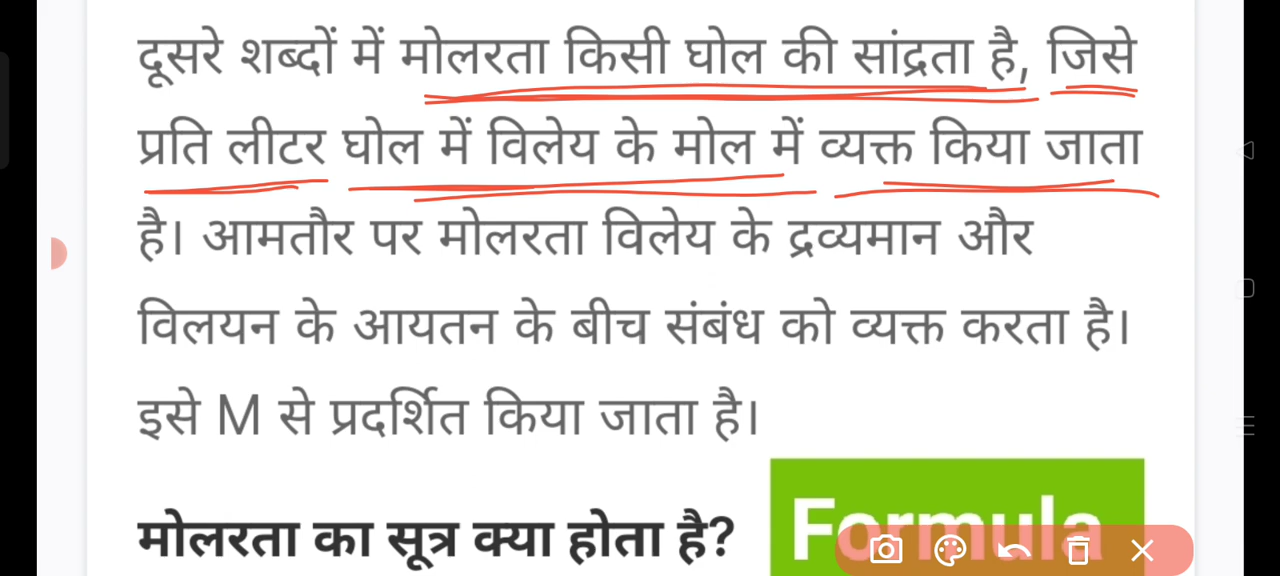 दूसरे शब्दों में मोलरता किसी घोल की सांद्रता है, जिसे
प्रति लीटर घोल में विलेय के मोल में व्यक्त किया जाता
है। आमतौर पर मोलरता विलेय के द्रव्यमान और
विलयन के आयतन के बीच संबंध को व्यक्त करता है।
इसे M से प्रदर्शित किया जाता है।
मोलरता का सूत्र क्या होता है?
Formula